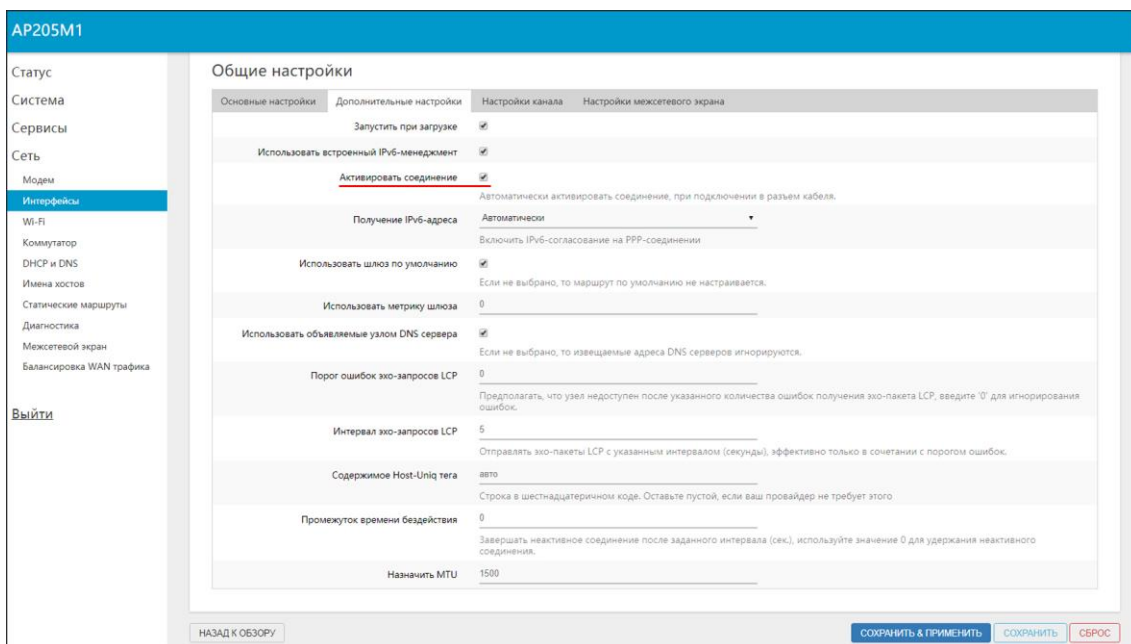 AP205M1
Статус
Система
Сервисы
Сеть
Модем
Интерфейсы
Wi-Fi
Коммутатор
DHCP и DNS
Имена хостов
Статические маршруты
Диагностика
Межсетевой экран
Балансировка WAN трафика
Выйти
Общие настройки
Основные настройки Дополнительные настройки Настройки канала Настройки межсетевого экрана
Запустить при загрузке
Использовать встроенный IPv6-менеджмент
Активировать соединение
Автоматически активировать соединение, при подключении в разъем кабеля.
Получение IPv6-адреса Автоматически
Включить IPv6-согласование на PPP-соединении
Использовать шлюз по умолчанию
Если не выбрано, то маршрут по умолчанию не настраивается.
Использовать метрику шлюза 0
Использовать объявляемые узлом DNS сервера
Если не выбрано, то извещаемые адреса DNS серверов игнорируются.
Порог ошибок эхо-запросов LCP 0
Предполагать, что узел недоступен после указанного количества ошибок получения эхо-пакета LCP, введите '0' для игнорирования
ошибок.
Интервал эхо-запросов LCP 5
Отправлять эхо-пакеты LCP с указанным интервалом (секунды), эффективно только в сочетании с порогом ошибок.
Содержимое Host-Uniq тега авто
Строка в шестнадцатеричном коде. Оставьте пустой, если ваш провайдер не требует этого
Промежуток времени бездействия 0
Завершать неактивное соединение после заданного интервала (сек.), используйте значение 0 для удержания неактивного
соединения.
Назначить MTU 1500
НАЗАД К ОБЗОРУ СОХРАНИТЬ & ПРИМЕНИТЬ СОХРАНИТЬ СБРОС